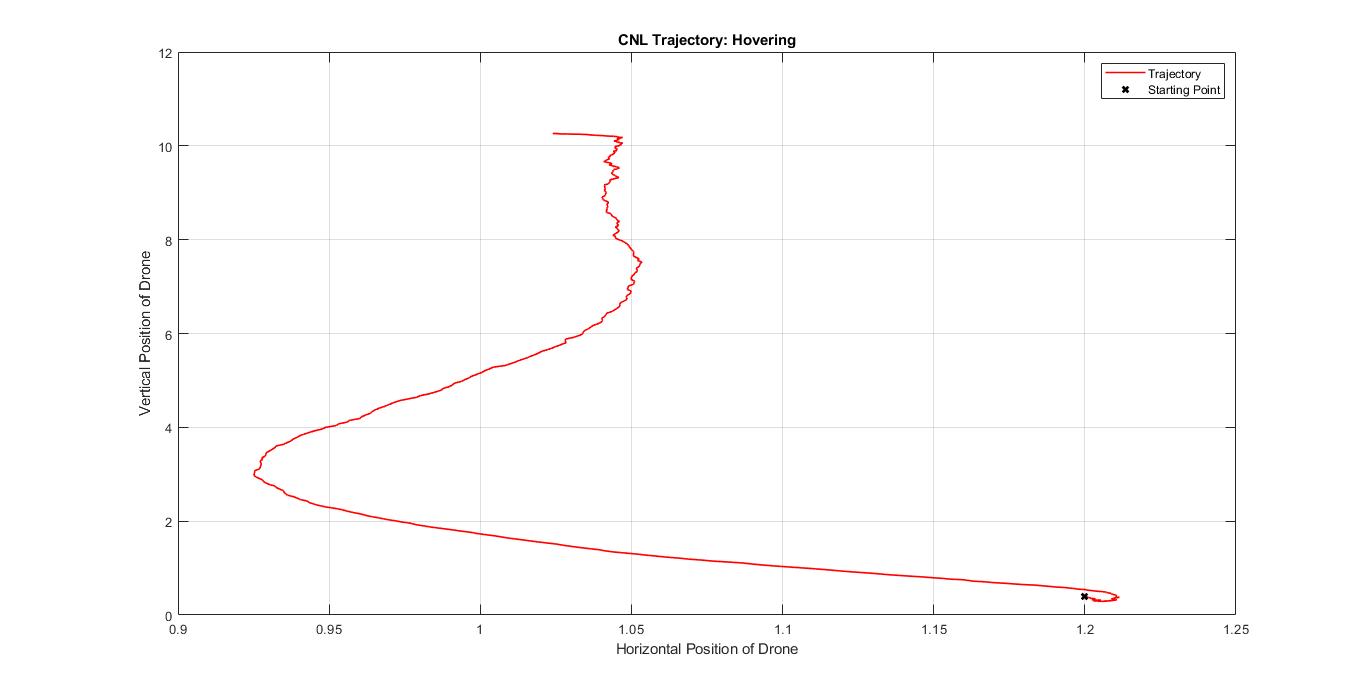 CNL Trajectory: Hovering
Trajectory
Starting Point
12
10
8
6
4
2
0
Vertical Position of Drone
0.9 0.95 1 1.05 1.1 1.15 1.2 1.25
Horizontal Position of Drone